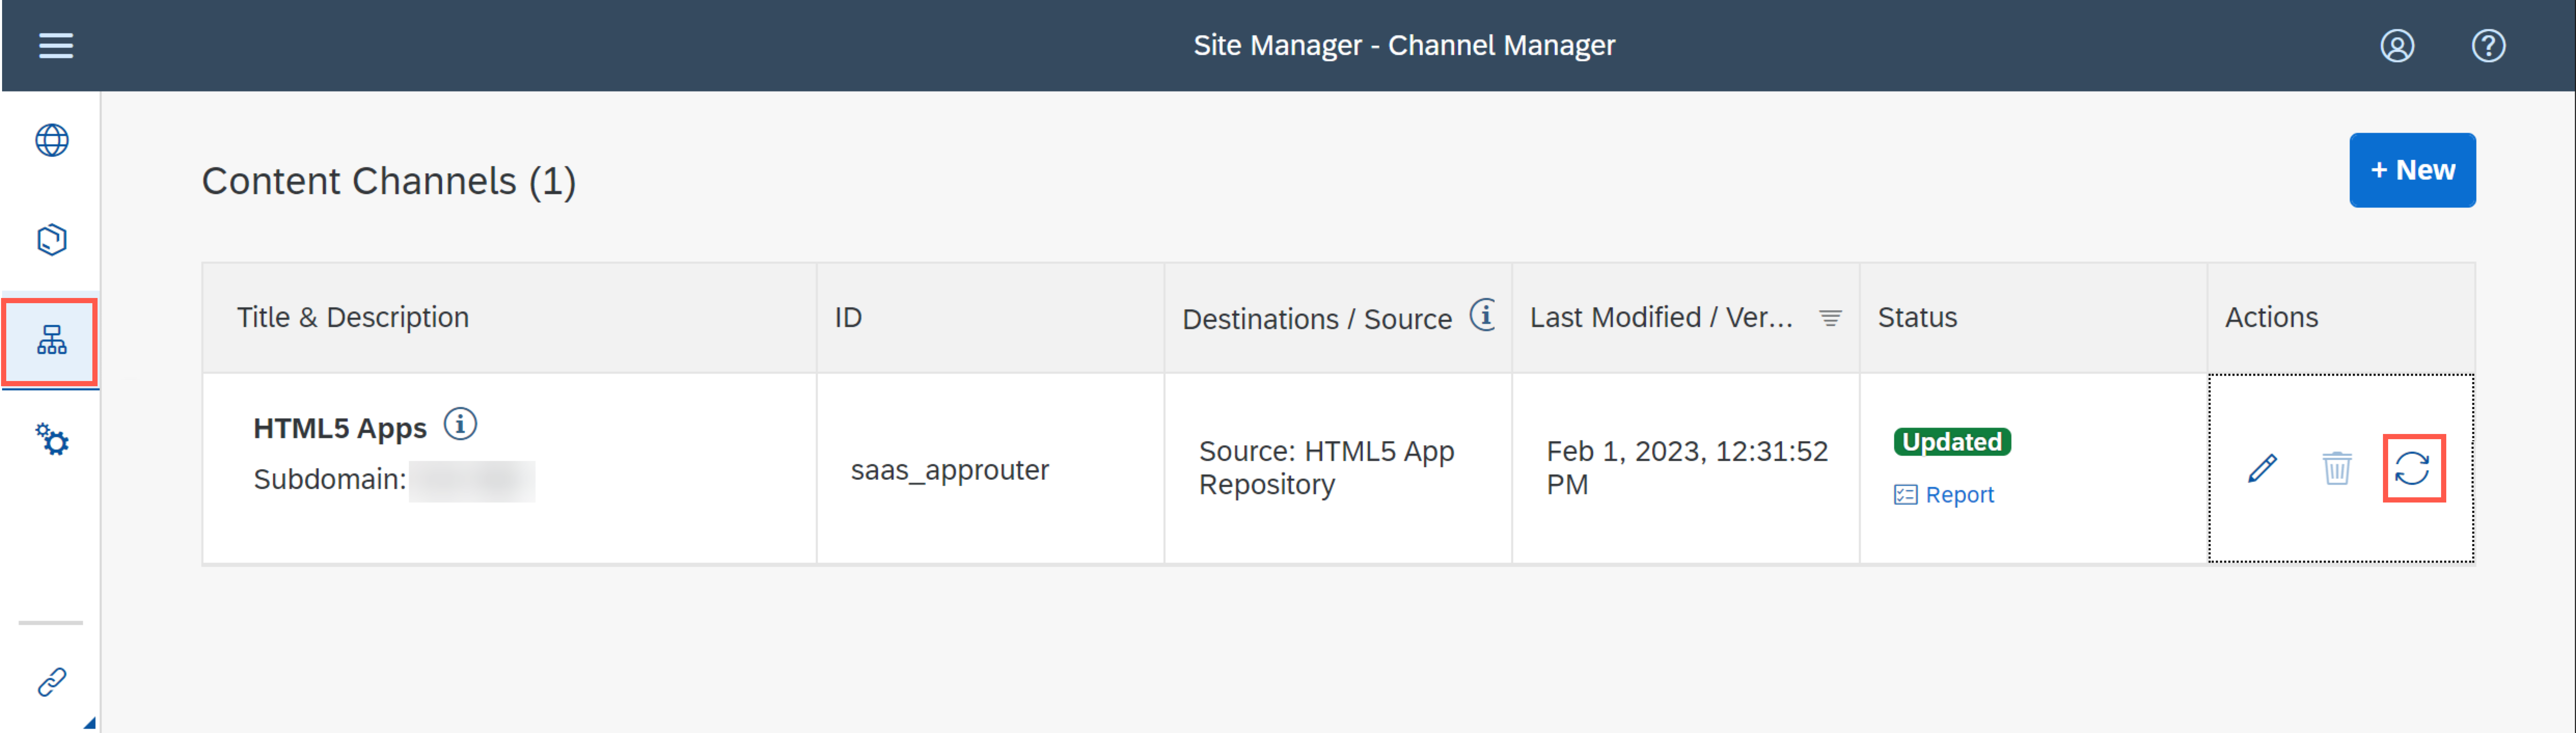 Site Manager - Channel Manager
Content Channels (1)
+ New
Title & Description
ID
Destinations / Source
Last Modified / Ver...
Status
Actions
HTML5 Apps
Subdomain:
saas_approuter
Source: HTML5 App
Repository
Feb 1, 2023, 12:31:52
PM
Updated
Report